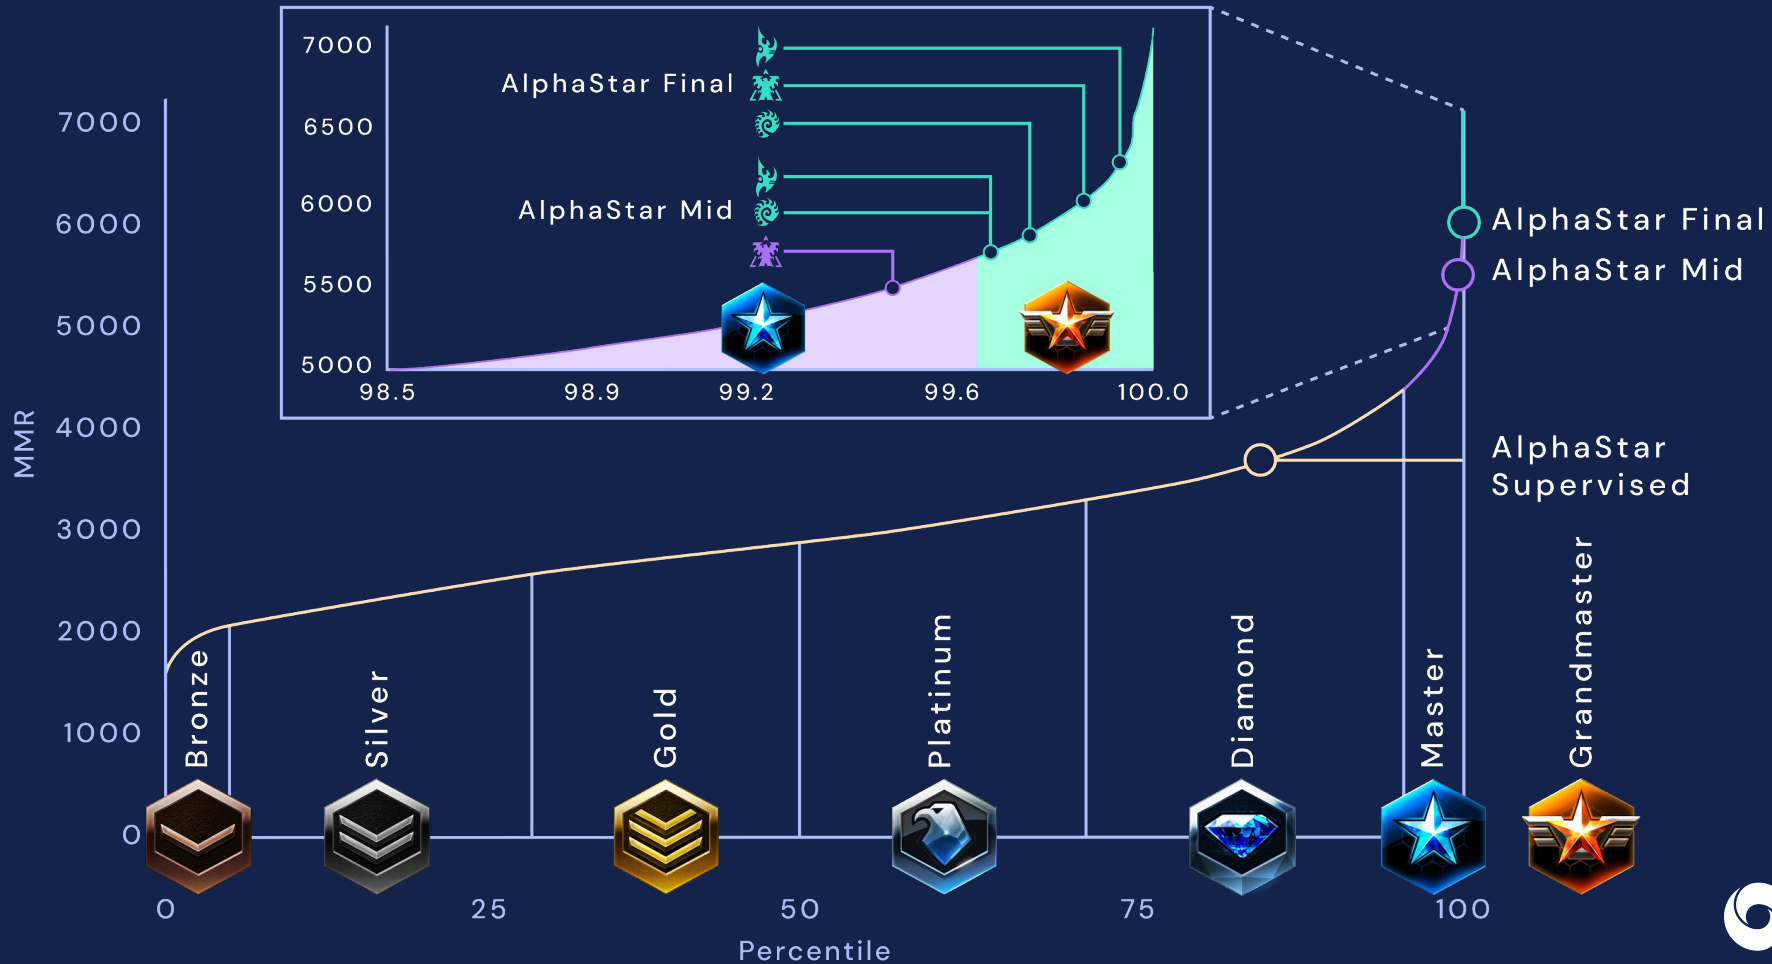 7000
6500
6000
5500
5000
98.5 98.9 99.2 99.6 100.0
AlphaStar Final
AlphaStar Mid
7000
6000
5000
4000
3000
2000
1000
0
MMR
AlphaStar Final
AlphaStar Mid
AlphaStar
Supervised
Bronze
Silver
Gold
Platinum
Diamond
Master
Grandmaster
0 25 50 75 100
Percentile